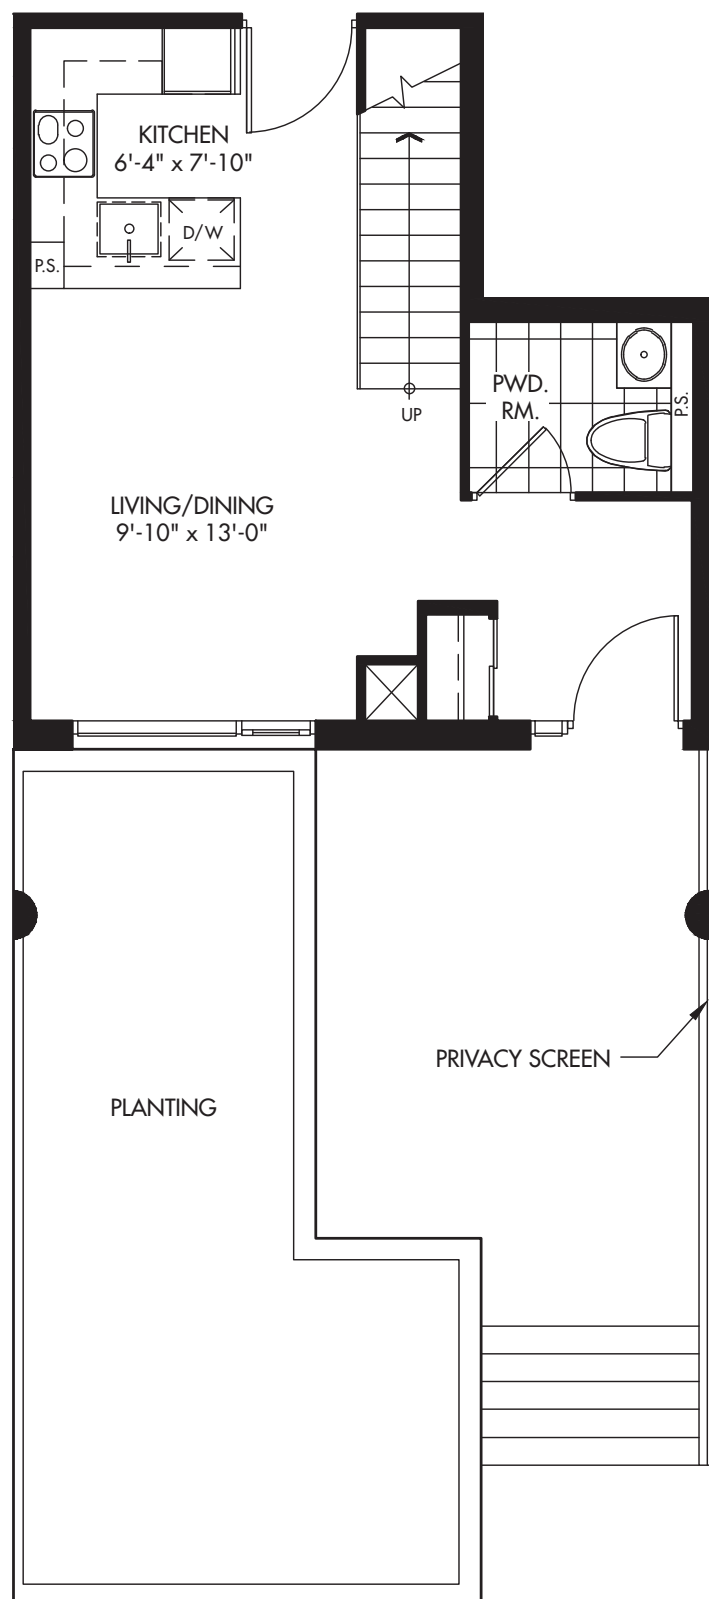 KITCHEN
6'-4" x 7'-10"
D/W
P.S.
PWD.
RM.
P.S.
UP
LIVING/DINING
9'-10" x 13'-0"
PRIVACY SCREEN
PLANTING